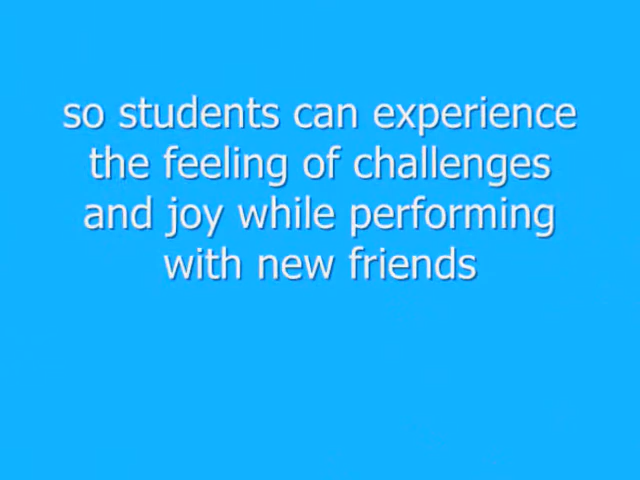 so students can experience
the feeling of challenges
and joy while performing
with new friends